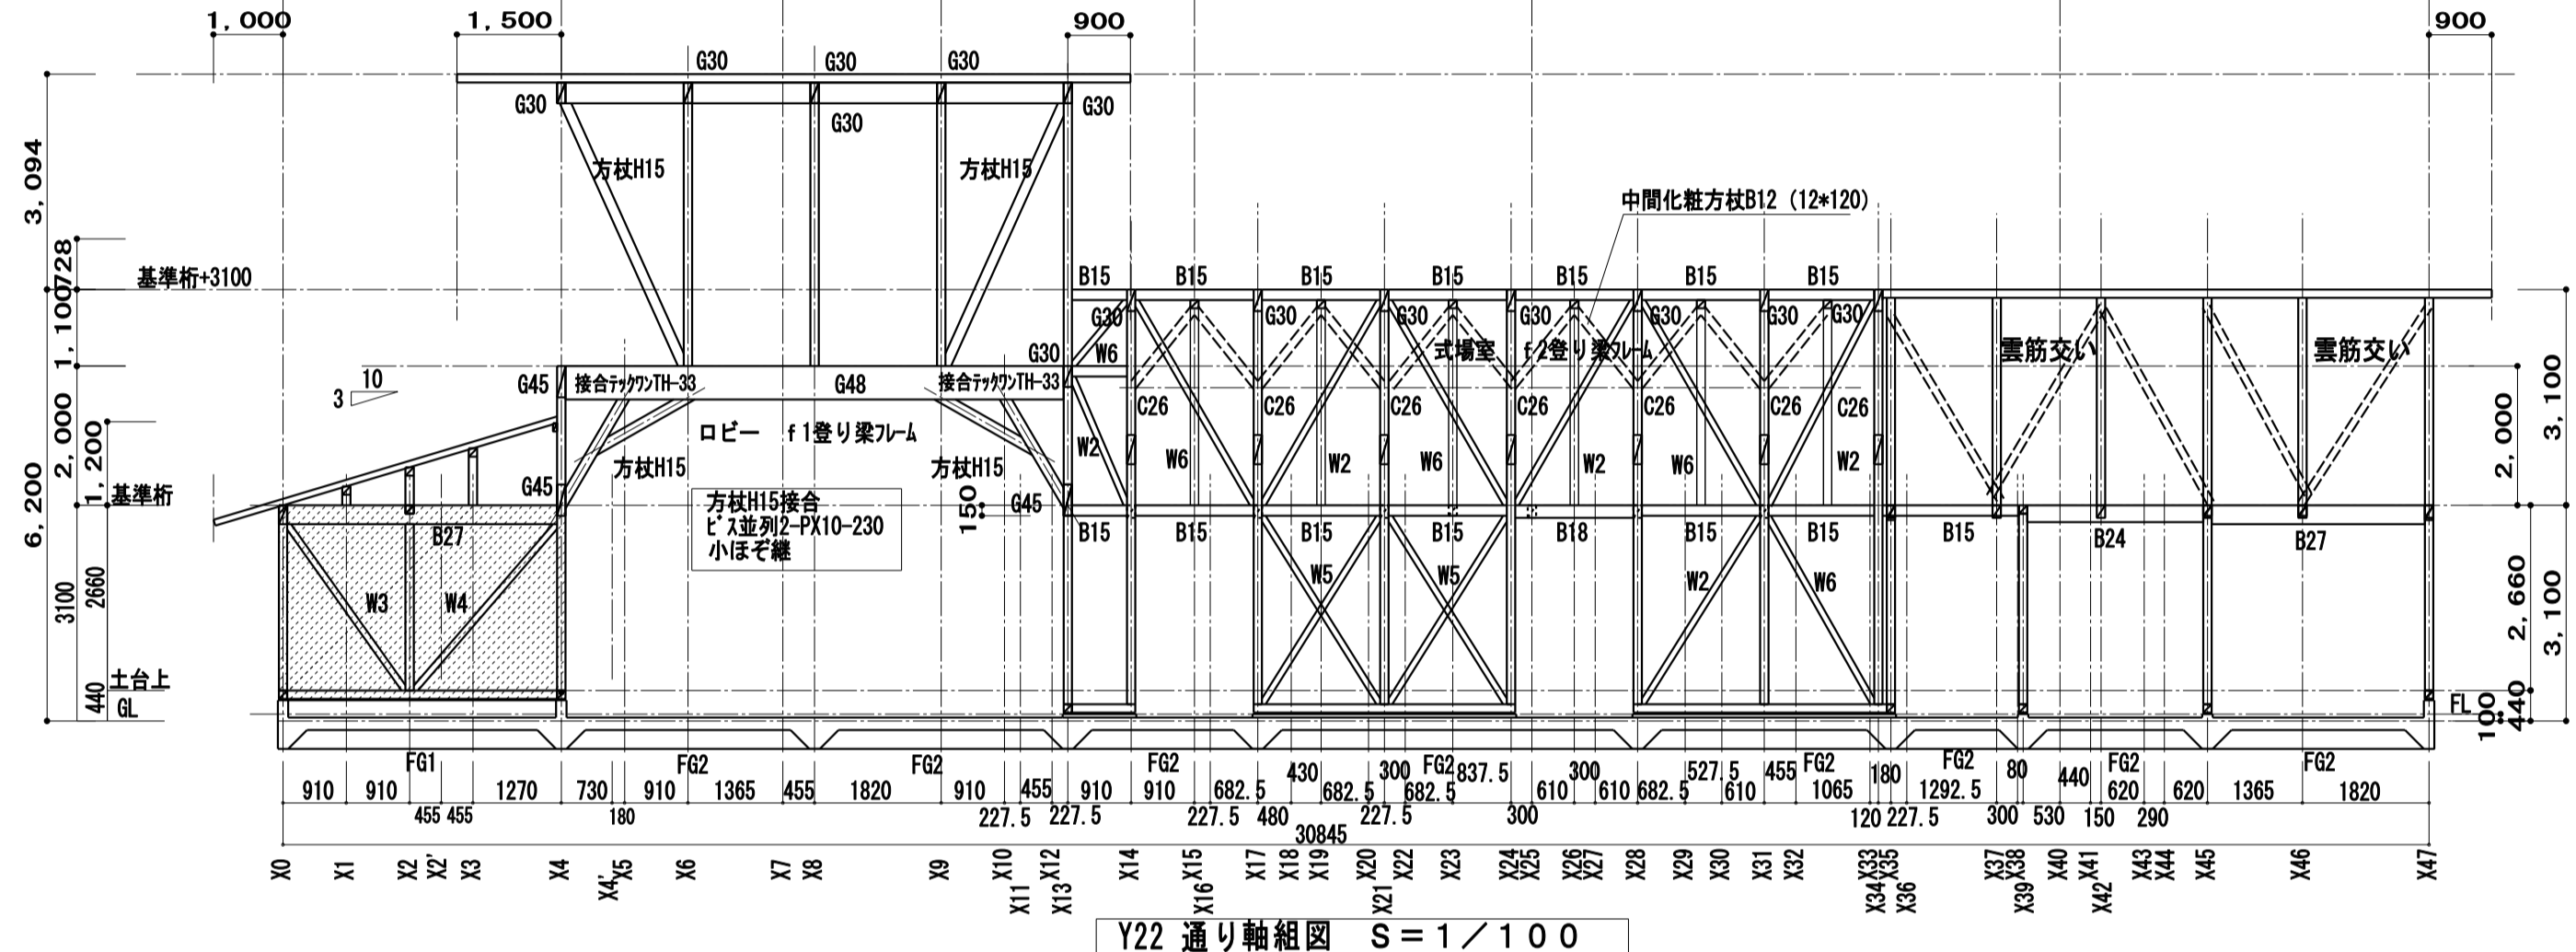 1,000
1,500
900
900
G30
G30
G30
G30
G30
G30
3,094
方杖H15
方杖H15
中間化粧方杖B12 (12*120)
728
基準桁+3100
B15
B15
B15
B15
B15
B15
B15
1,100
G30
G30
G30
G30
G30
G30
G30
G30
W6
式場室 f2登り梁フレーム
雲筋交い
雲筋交い
10
3
G45
接合テックワンTH-33
G48
接合テックワンTH-33
C26
C26
C26
C26
C26
C26
C26
3,100
2,000
2,000
1,200
ロビー f1登り梁フレーム
W2
W6
W2
W6
W2
W6
W2
6,200
方杖H15
方杖H15
基準桁
G45
G45
方杖H15接合
ビス並列2-PX10-230
小ほぞ継
150
B27
B15
B15
B15
B18
B15
B15
B15
B24
B27
3100
2660
W3
W4
W5
W5
W2
W6
2,660
3,100
440
土台上
GL
FL
100
440
FG1
FG2
FG2
FG2
FG2
FG2
FG2
FG2
FG2
910
910
1270
730
910
1365
455
1820
910
455
910
910
682.5
430
682.5
300
682.5
837.5
610
300
610
682.5
527.5
610
455
1065
180
1292.5
80
440
620
620
1365
1820
455
455
180
227.5
227.5
227.5
480
227.5
300
120
227.5
300
530
150
290
30845
X0
X1
X2
X2'
X3
X4
X4'
X5
X6
X7
X8
X9
X10
X11
X12
X13
X14
X15
X16
X17
X18
X19
X20
X21
X22
X23
X24
X25
X26
X27
X28
X29
X30
X31
X32
X33
X34
X35
X36
X37
X38
X39
X40
X41
X42
X43
X44
X45
X46
X47
Y22 通り軸組図 S=1/100